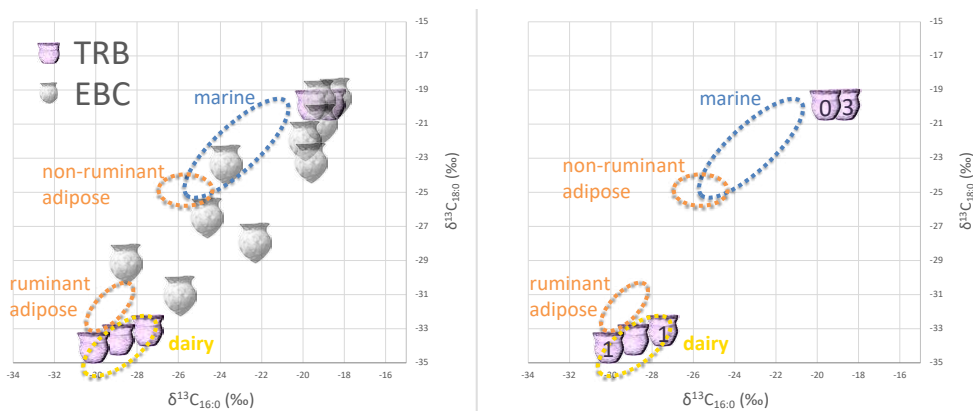 TRB
EBC
marine
non-ruminant
adipose
ruminant
adipose
dairy
-15
-17
-19
-21
-23
-25
-27
-29
-31
-33
-35
δ¹³C₁₈:₀ (‰)
-34 -32 -30 -28 -26 -24 -22 -20 -18 -16
δ¹³C₁₆:₀ (‰)
marine
0 3
non-ruminant
adipose
ruminant
adipose
1 1
dairy
-15
-17
-19
-21
-23
-25
-27
-29
-31
-33
-35
δ¹³C₁₈:₀ (‰)
-34 -32 -30 -28 -26 -24 -22 -20 -18 -16
δ¹³C₁₆:₀ (‰)